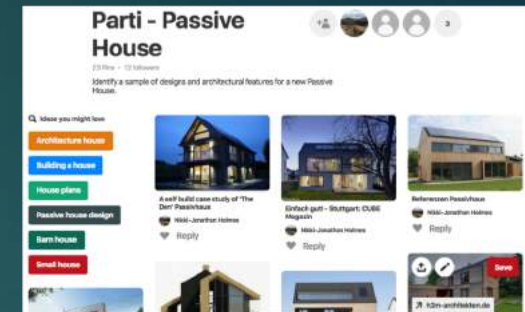 Parti - Passive
House
3
23 Pins • 13 followers
Identify a sample of designs and architectural features for a new Passive
House.
Ideas you might love
Architecture house
Building a house
House plans
Passive house design
Barn house
Small house
A self build case study of 'The
Den' Passivhaus
Nikki-Jonathan Holmes
Reply
Einfach gut! - Stuttgart: CUBE
Magazin
Nikki-Jonathan Holmes
Reply
Referenzen Passivhaus
Nikki-Jonathan Holmes
Reply
Save
h2m-architekten.de